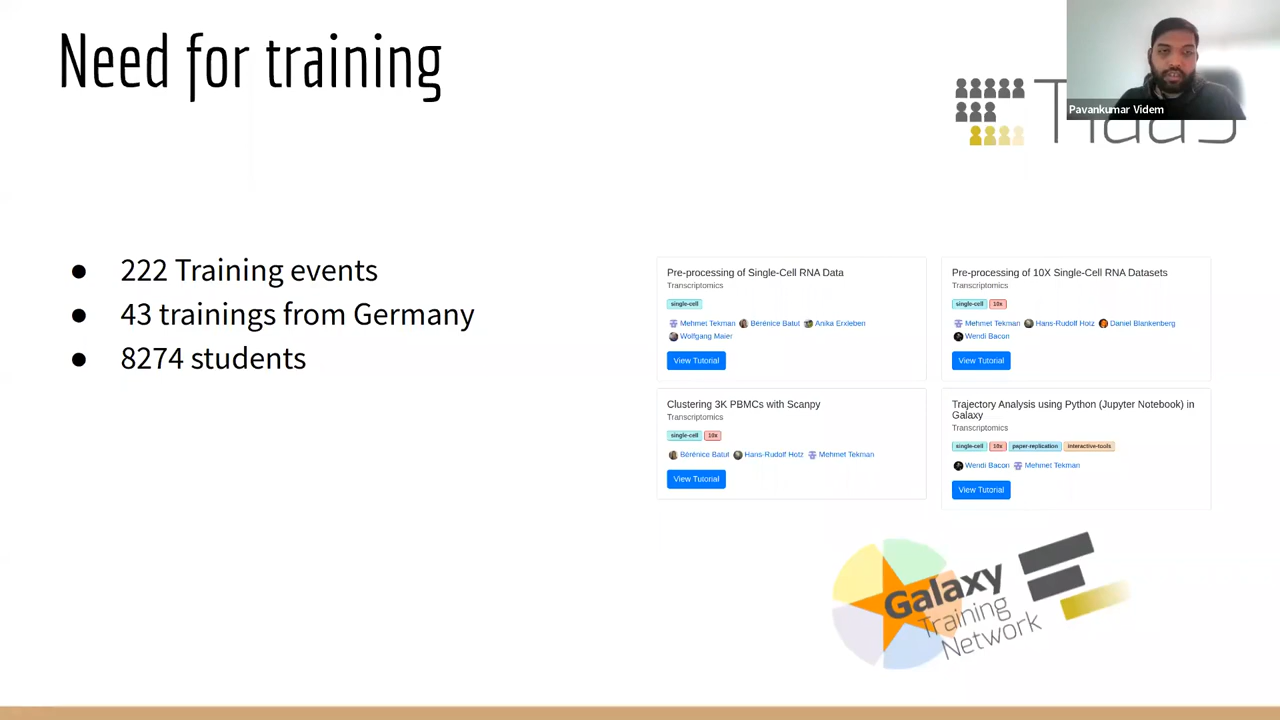 Need for training
Pavankumar Videm
222 Training events
43 trainings from Germany
8274 students
Pre-processing of Single-Cell RNA Data
Transcriptomics
single-cell
Mehmet Tekman Bérénice Batut Anika Erxleben
Wolfgang Maier
View Tutorial
Pre-processing of 10X Single-Cell RNA Datasets
Transcriptomics
single-cell 10x
Mehmet Tekman Hans-Rudolf Hotz Daniel Blankenberg
Wendi Bacon
View Tutorial
Clustering 3K PBMCs with Scanpy
Transcriptomics
single-cell 10x
Bérénice Batut Hans-Rudolf Hotz Mehmet Tekman
View Tutorial
Trajectory Analysis using Python (Jupyter Notebook) in
Galaxy
Transcriptomics
single-cell 10x paper-replication interactive-tools
Wendi Bacon Mehmet Tekman
View Tutorial
Galaxy
Training
Network